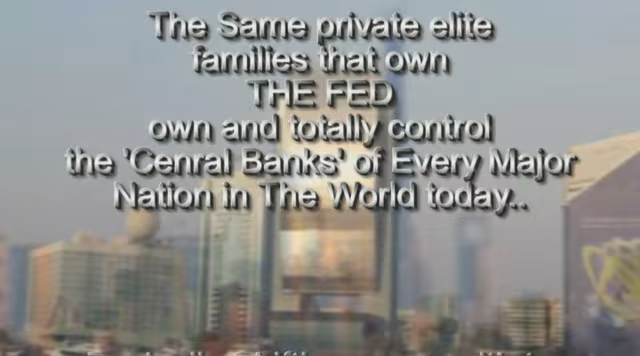 The Same private elite
families that own
THE FED
own and totally control
the 'Cenral Banks' of Every Major
Nation in The World today..